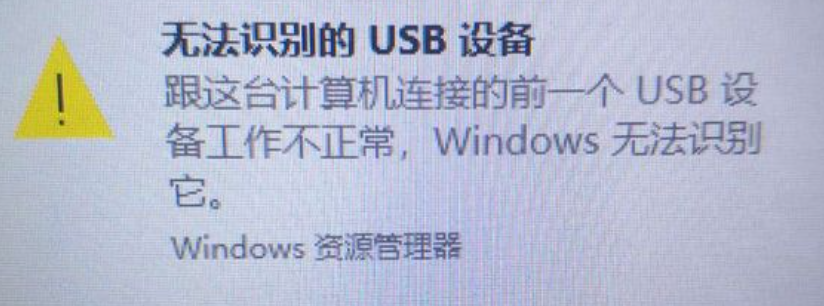 无法识别的 USB 设备
跟这台计算机连接的前一个 USB 设
备工作不正常，Windows 无法识别
它。
Windows 资源管理器